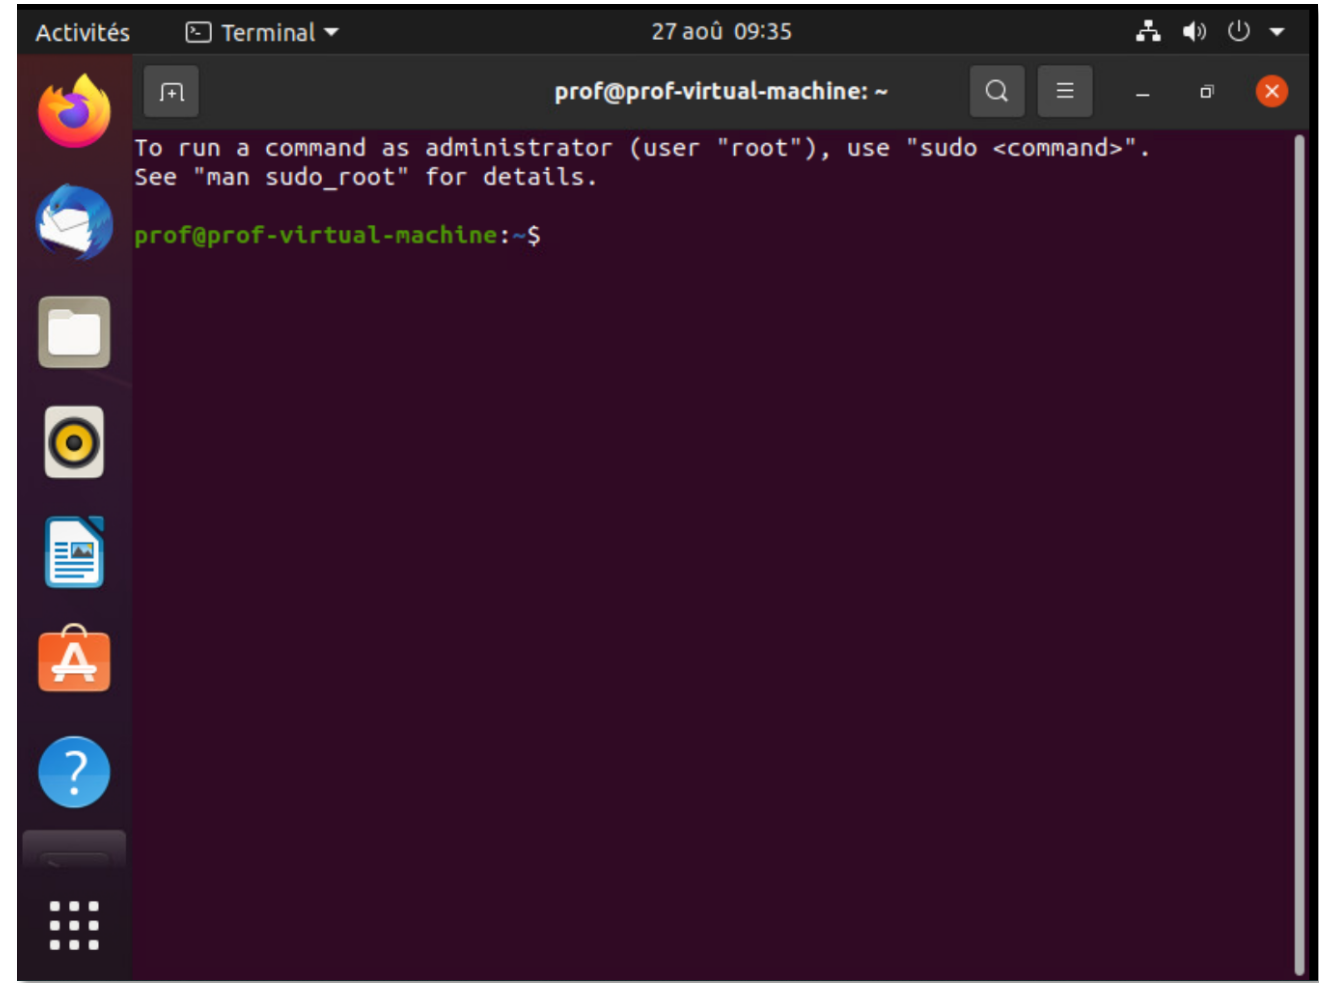 Activités
Terminal
27 aoû 09:35
prof@prof-virtual-machine: ~
To run a command as administrator (user "root"), use "sudo <command>".
See "man sudo_root" for details.
prof@prof-virtual-machine:~$